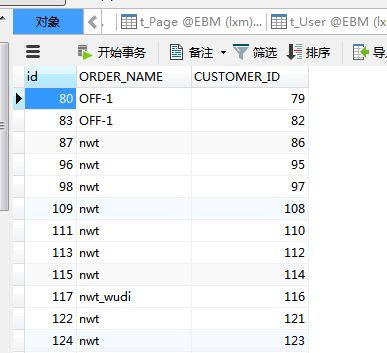 对象 t_Page @EBM (lxm)... t_User @EBM (lx
开始事务 备注 筛选 排序 导
id ORDER_NAME CUSTOMER_ID
80 OFF-1 79
83 OFF-1 82
87 nwt 86
96 nwt 95
98 nwt 97
109 nwt 108
111 nwt 110
113 nwt 112
115 nwt 114
117 nwt_wudi 116
122 nwt 121
124 nwt 123